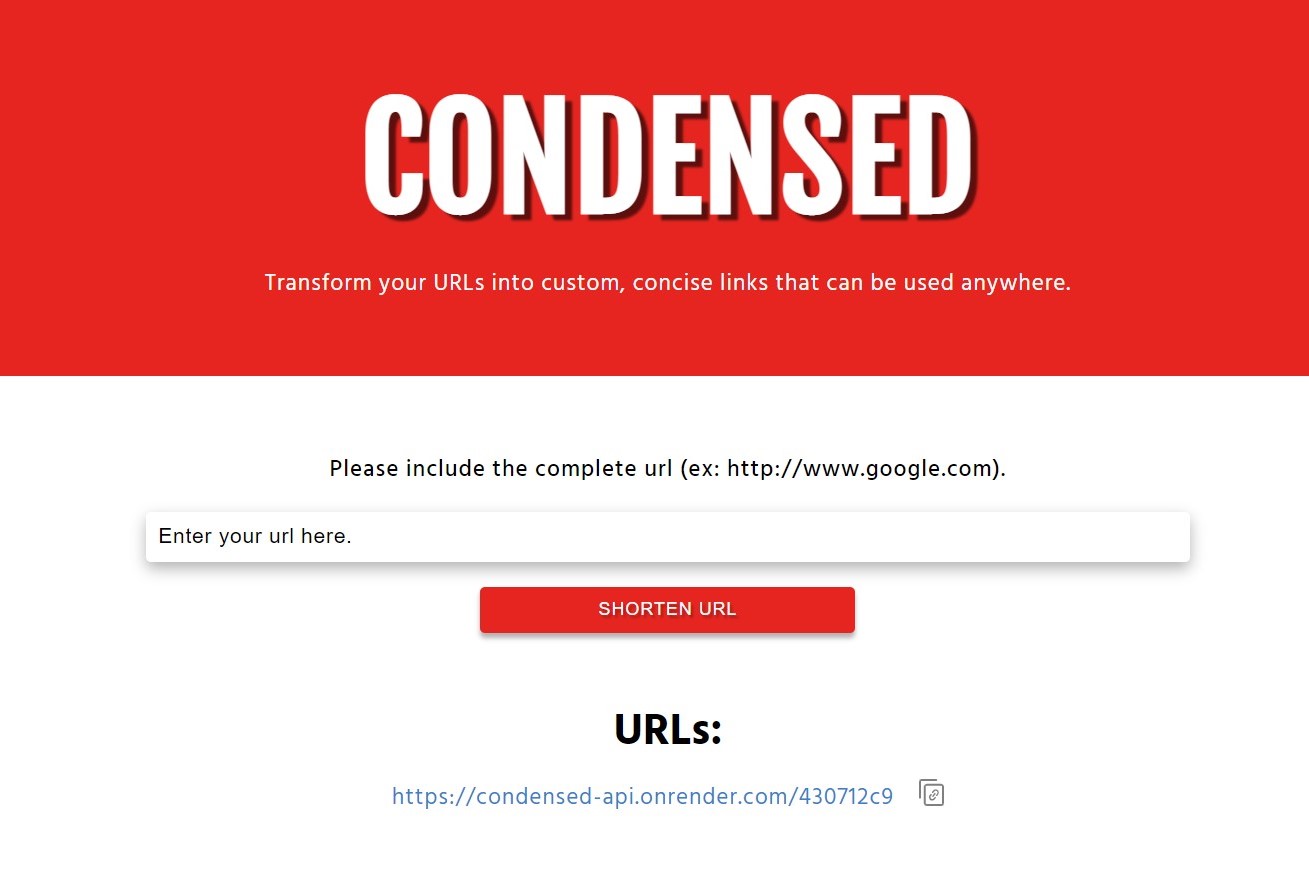 CONDENSED
Transform your URLs into custom, concise links that can be used anywhere.
Please include the complete url (ex: http://www.google.com).
Enter your url here.
SHORTEN URL
URLs:
https://condensed-api.onrender.com/430712c9